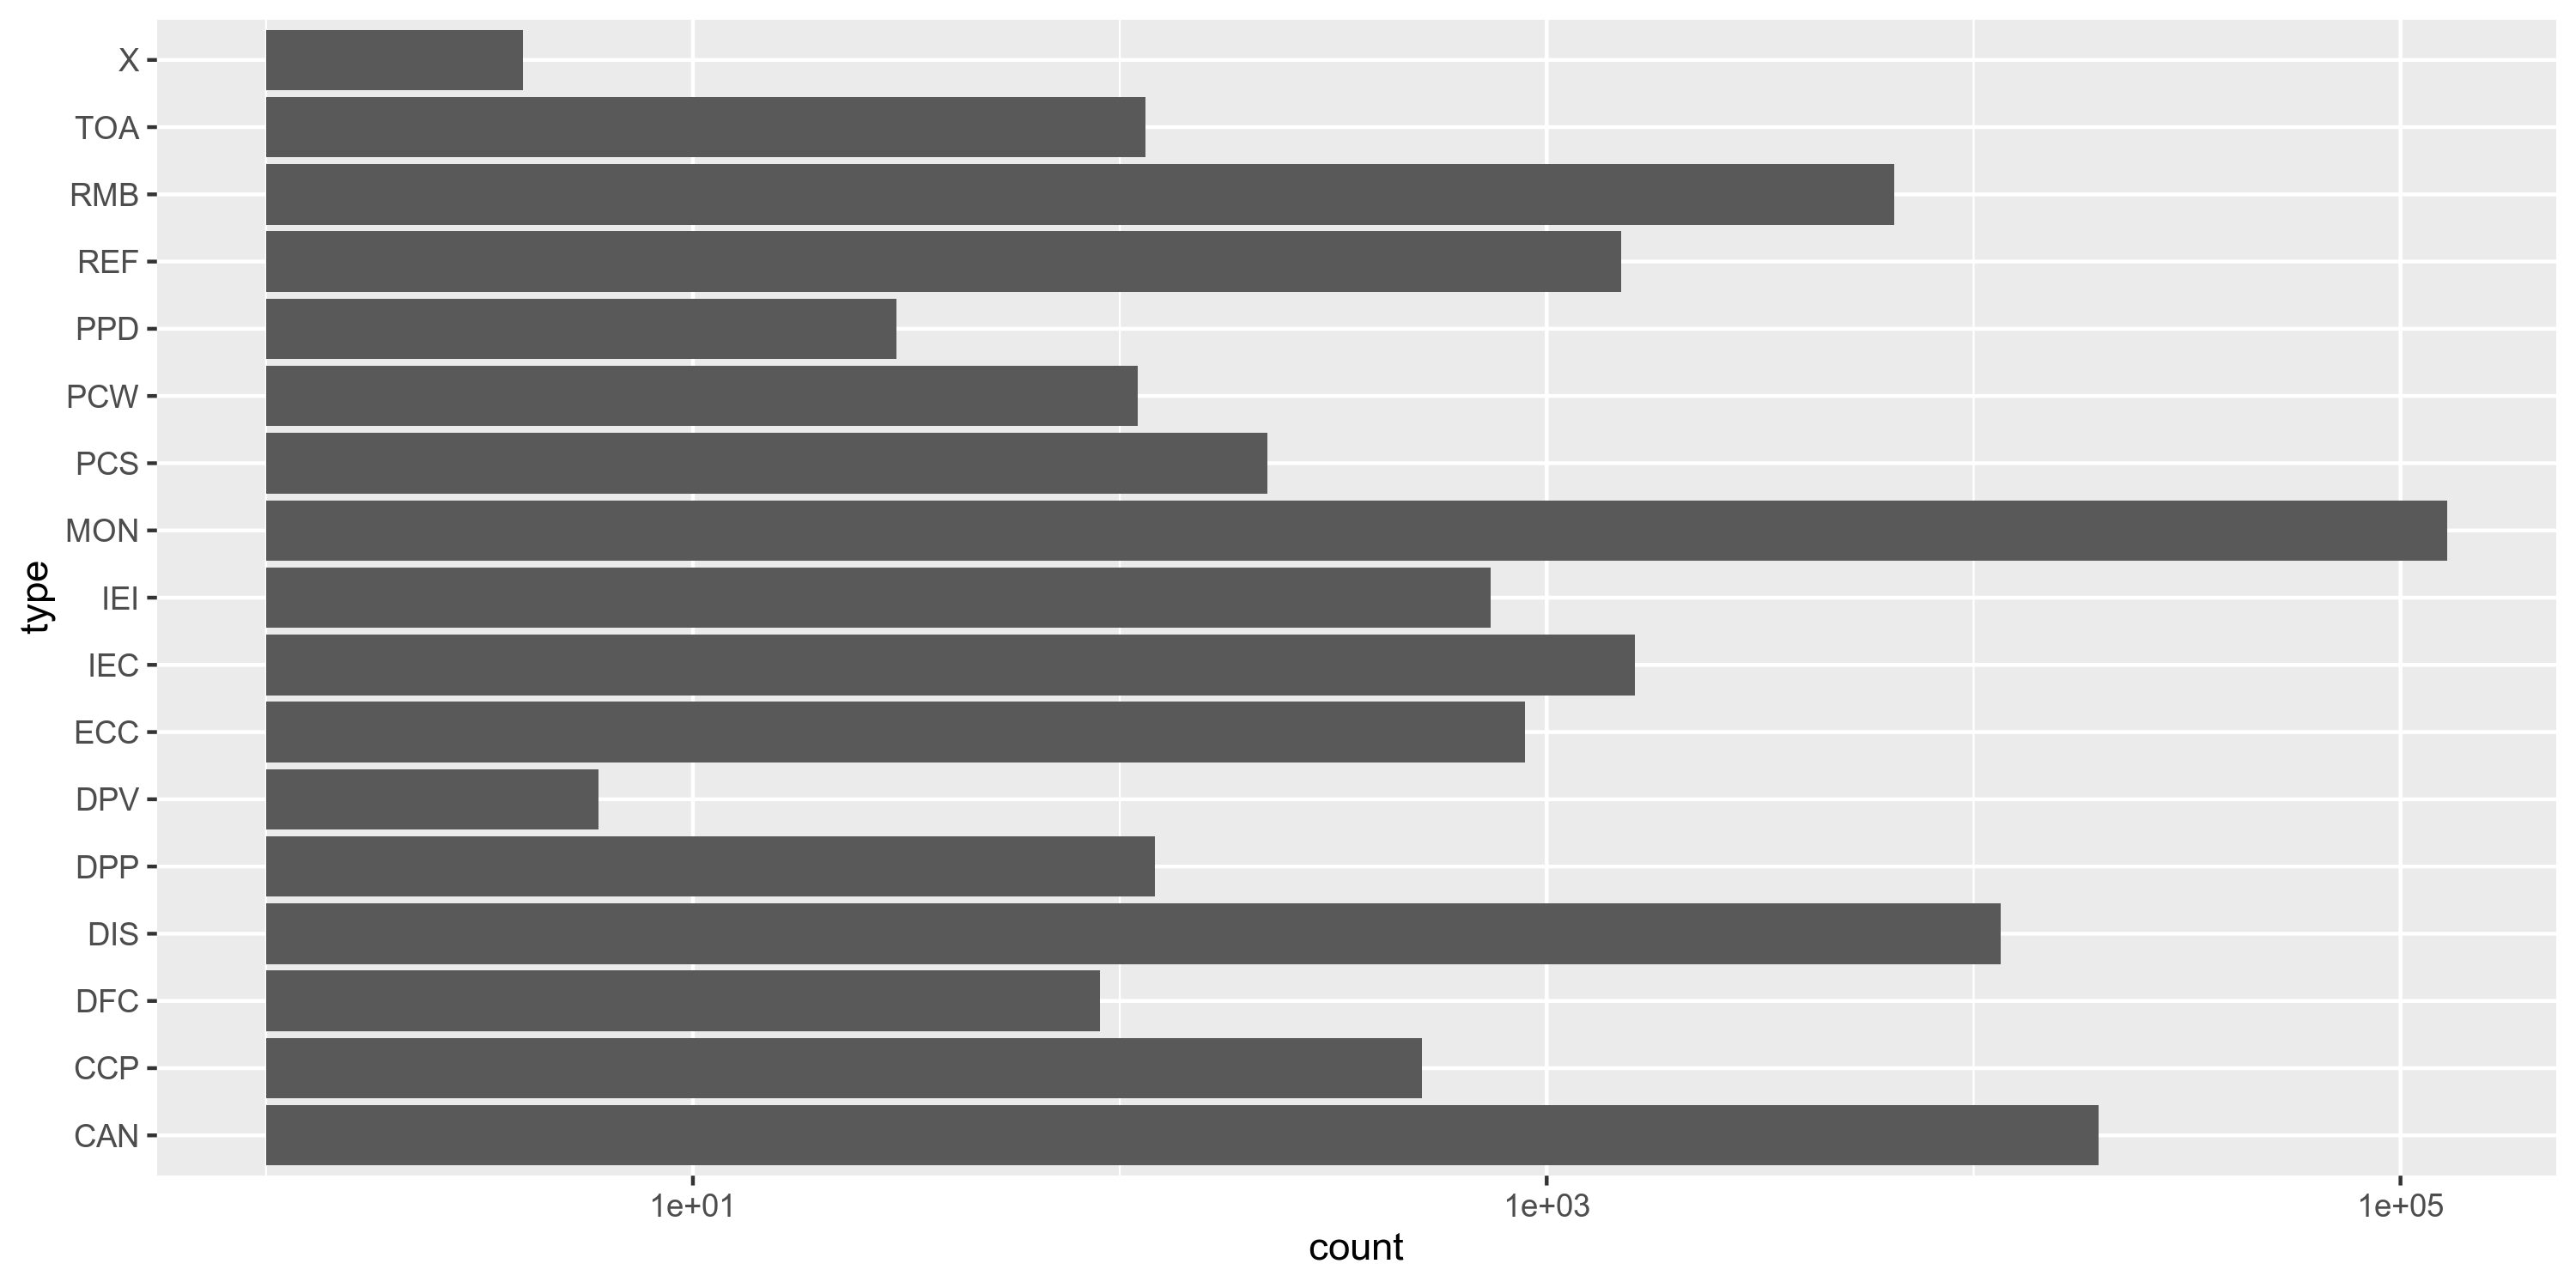 X
TOA
RMB
REF
PPD
PCW
PCS
MON
IEI
IEC
ECC
DPV
DPP
DIS
DFC
CCP
CAN
type
1e+01 1e+03 1e+05
count